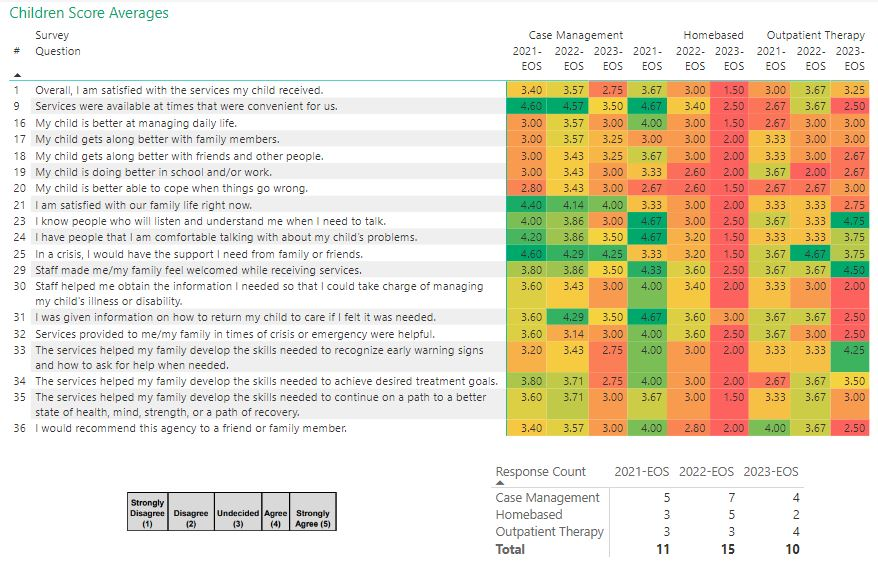 Children Score Averages
Survey Case Management Homebased Outpatient Therapy
# Question 2021- 2022- 2023- 2021- 2022- 2023- 2021- 2022- 2023-
EOS EOS EOS EOS EOS EOS EOS EOS EOS
1 Overall, I am satisfied with the services my child received. 3.40 3.57 2.75 3.67 3.00 1.50 3.00 3.67 3.25
9 Services were available at times that were convenient for us. 4.60 4.57 3.50 4.67 3.40 2.50 2.67 3.67 2.50
16 My child is better at managing daily life. 3.00 3.57 3.00 4.00 3.00 1.50 2.67 3.00 3.00
17 My child gets along better with family members. 3.00 3.57 3.25 3.00 3.00 2.00 3.33 3.00 3.00
18 My child gets along better with friends and other people. 3.00 3.43 3.25 3.67 3.00 2.00 3.33 3.00 2.67
19 My child is doing better in school and/or work. 3.00 3.43 3.00 3.33 2.60 2.00 3.67 2.00 2.67
20 My child is better able to cope when things go wrong. 2.80 3.43 3.00 2.67 2.60 1.50 2.67 2.67 3.00
21 I am satisfied with our family life right now. 4.40 4.14 4.00 3.33 3.00 2.00 3.33 3.33 2.75
23 I know people who will listen and understand me when I need to talk. 4.00 3.86 3.00 4.67 3.00 2.50 3.67 3.33 4.75
24 I have people that I am comfortable talking with about my child's problems. 4.20 3.86 3.50 4.67 3.20 1.50 3.33 3.33 3.75
25 In a crisis, I would have the support I need from family or friends. 4.60 4.29 4.25 3.33 3.20 1.50 3.67 4.67 3.75
29 Staff made me/my family feel welcomed while receiving services. 3.80 3.86 3.50 4.33 3.60 2.50 3.67 3.67 4.50
30 Staff helped me obtain the information I needed so that I could take charge of managing 3.60 3.43 3.00 4.00 3.40 2.00 3.33 3.00 2.00
my child's illness or disability.
31 I was given information on how to return my child to care if I felt it was needed. 3.60 4.29 3.50 4.67 3.60 3.00 3.67 3.67 2.50
32 Services provided to me/my family in times of crisis or emergency were helpful. 3.60 3.14 3.00 4.00 3.60 2.50 3.67 3.00 2.50
33 The services helped my family develop the skills needed to recognize early warning signs 3.20 3.43 2.75 4.00 3.00 2.00 3.33 3.33 4.25
and how to ask for help when needed.
34 The services helped my family develop the skills needed to achieve desired treatment goals. 3.80 3.71 2.75 4.00 3.00 2.00 2.67 3.67 3.50
35 The services helped my family develop the skills needed to continue on a path to a better 3.60 3.71 3.00 3.67 3.00 1.50 3.33 3.67 3.00
state of health, mind, strength, or a path of recovery.
36 I would recommend this agency to a friend or family member. 3.40 3.57 3.00 4.00 2.80 2.00 4.00 3.67 2.50
Response Count 2021-EOS 2022-EOS 2023-EOS
Case Management 5 7 4
Homebased 3 5 2
Outpatient Therapy 3 3 4
Total 11 15 10
Strongly
Disagree Disagree Undecided Agree Strongly
(1) (2) (3) (4) Agree (5)